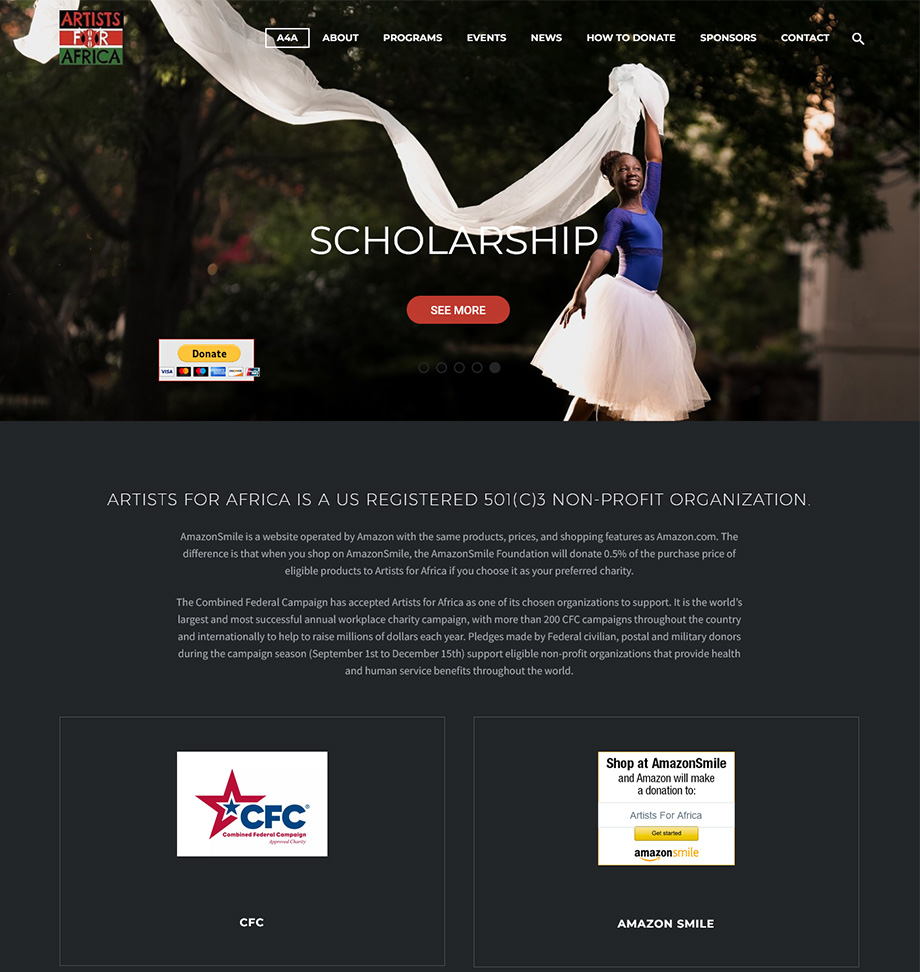 ARTISTS
FOR
AFRICA
A4A ABOUT PROGRAMS EVENTS NEWS HOW TO DONATE SPONSORS CONTACT
SCHOLARSHIP
SEE MORE
Donate
VISA
ARTISTS FOR AFRICA IS A US REGISTERED 501(C)3 NON-PROFIT ORGANIZATION.
AmazonSmile is a website operated by Amazon with the same products, prices, and shopping features as Amazon.com. The
difference is that when you shop on AmazonSmile, the AmazonSmile Foundation will donate 0.5% of the purchase price of
eligible products to Artists for Africa if you choose it as your preferred charity.
The Combined Federal Campaign has accepted Artists for Africa as one of its chosen organizations to support. It is the world's
largest and most successful annual workplace charity campaign, with more than 200 CFC campaigns throughout the country
and internationally to help to raise millions of dollars each year. Pledges made by Federal civilian, postal and military donors
during the campaign season (September 1st to December 15th) support eligible non-profit organizations that provide health
and human service benefits throughout the world.
CFC®
Combined Federal Campaign
Approved Charity
CFC
Shop at AmazonSmile
and Amazon will make
a donation to:
Artists For Africa
Get started
amazonsmile
AMAZON SMILE